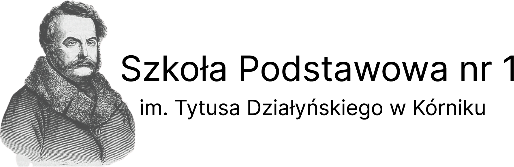 Szkoła Podstawowa nr 1
im. Tytusa Działyńskiego w Kórniku